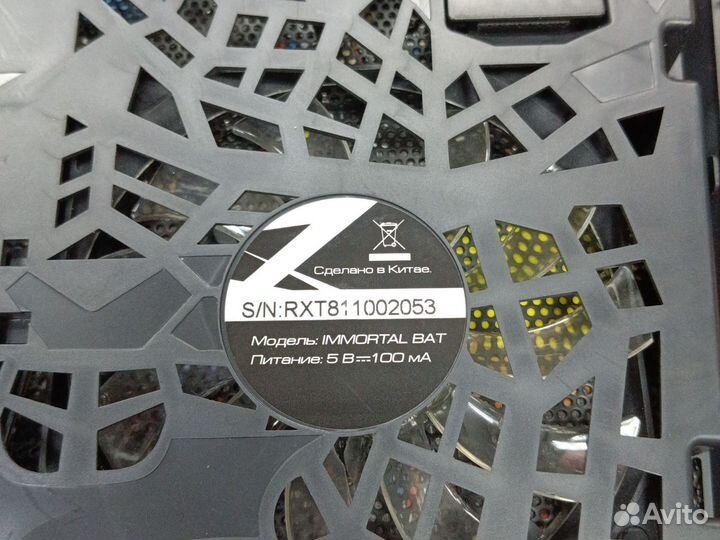 Сделано в Китае.
S/N:RXT811002053
Модель: IMMORTAL BAT
Питание: 5 В⎓100 мА
Avito